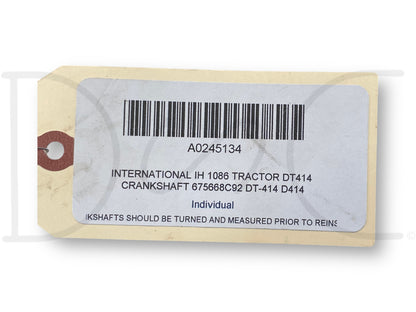 A0245134
INTERNATIONAL IH 1086 TRACTOR DT414
CRANKSHAFT 675668C92 DT-414 D414
Individual
KSHAFTS SHOULD BE TURNED AND MEASURED PRIOR TO REINS